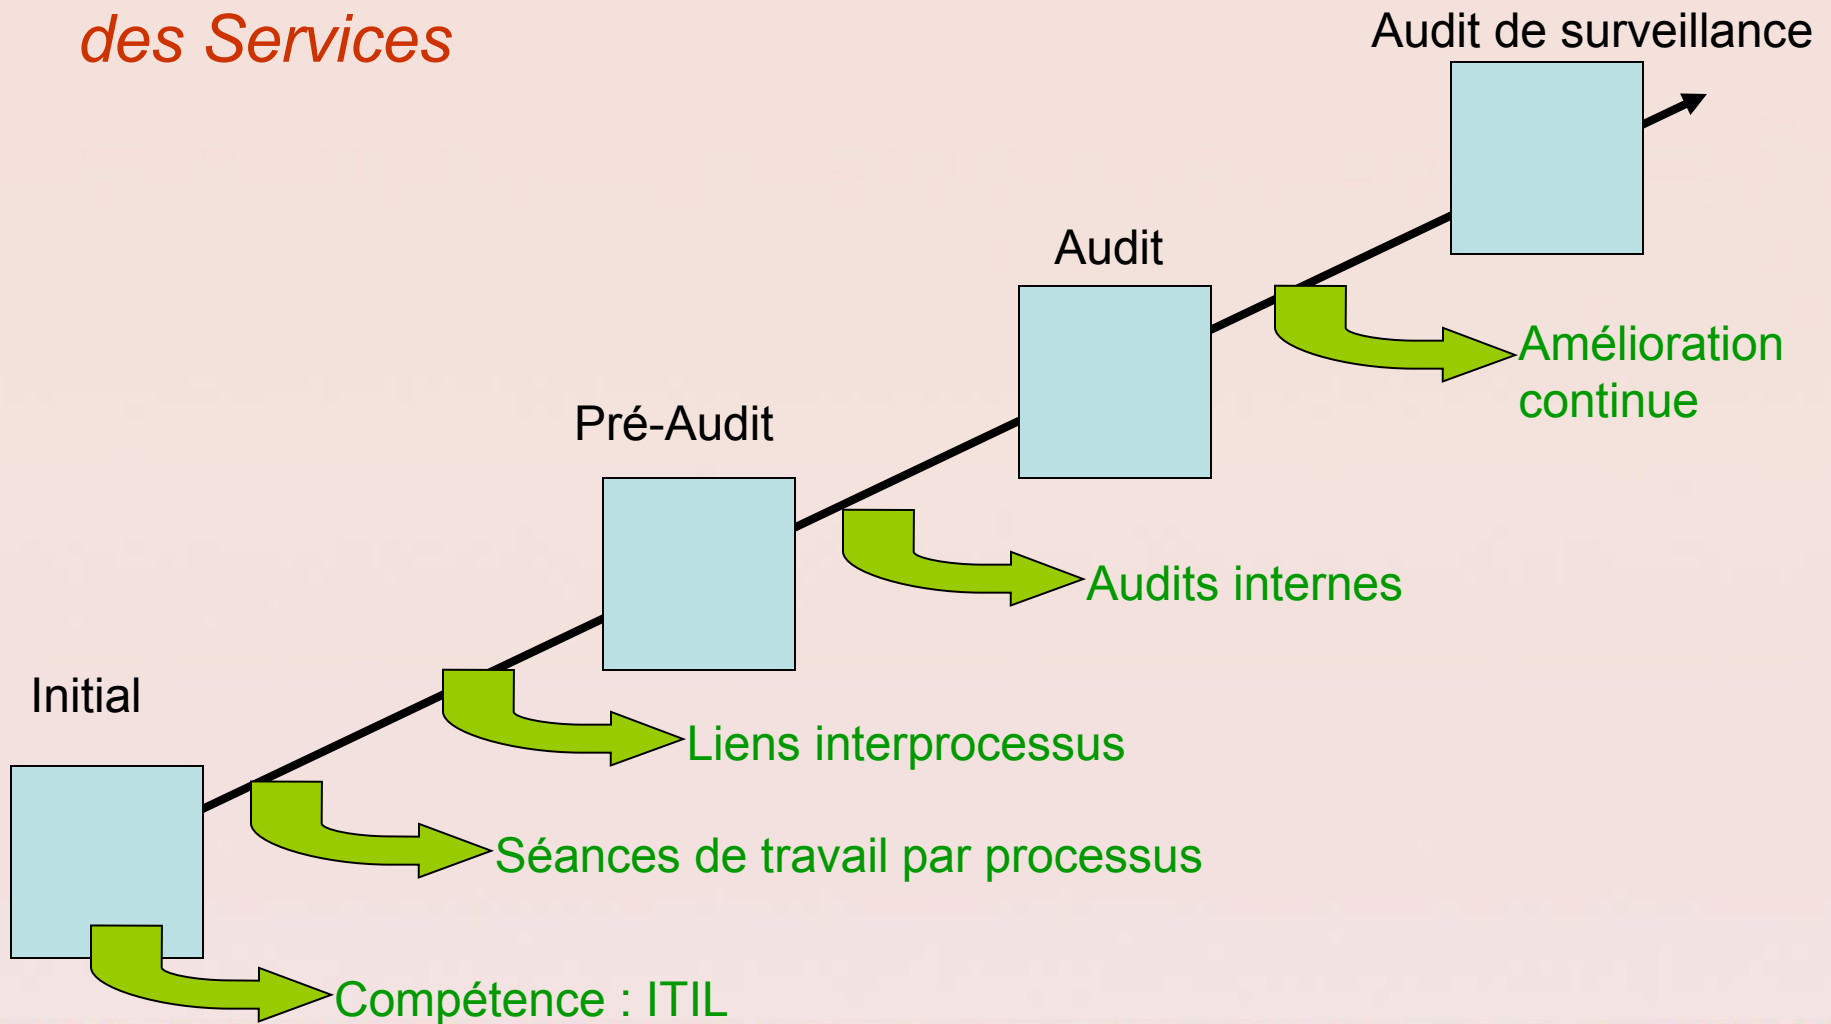 des Services
Audit de surveillance
Audit
Amélioration
continue
Pré-Audit
Audits internes
Initial
Liens interprocessus
Séances de travail par processus
Compétence : ITIL